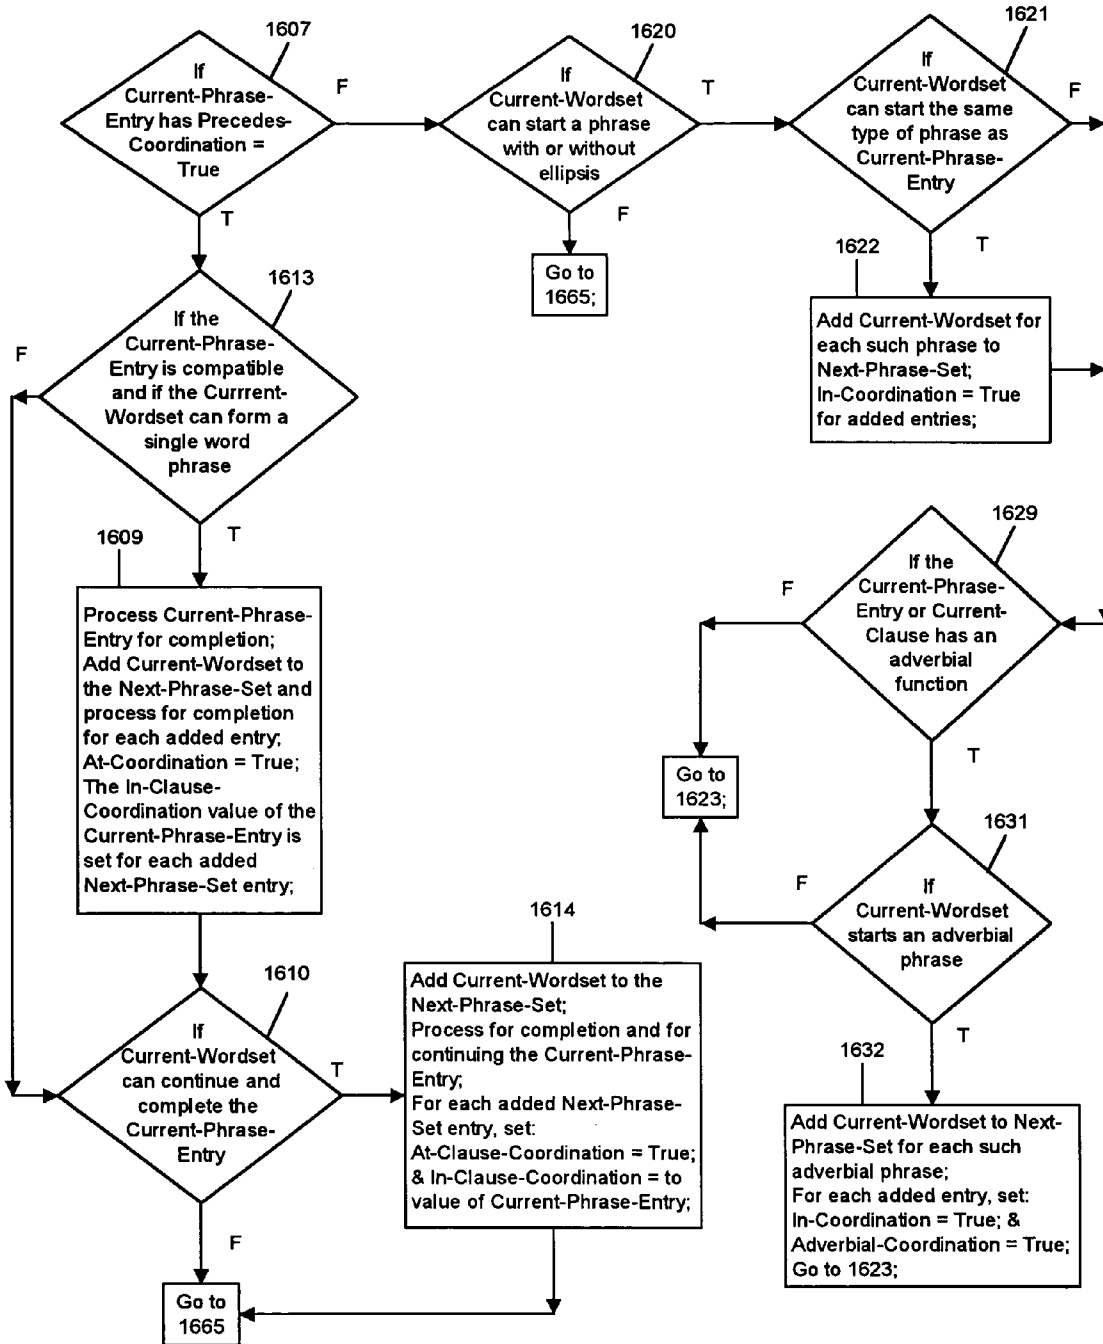 1607
If
Current-Phrase-
Entry has Precedes-
Coordination =
True
F
T
1620
If
Current-Wordset
can start a phrase
with or without
ellipsis
T
F
Go to
1665;
1621
If
Current-Wordset
can start the same
type of phrase as
Current-Phrase-
Entry
F
T
1622
Add Current-Wordset for
each such phrase to
Next-Phrase-Set;
In-Coordination = True
for added entries;
1613
If the
Current-Phrase-
Entry is compatible
and if the Currrent-
Wordset can form a
single word
phrase
F
T
1609
Process Current-Phrase-
Entry for completion;
Add Current-Wordset to
the Next-Phrase-Set and
process for completion
for each added entry;
At-Coordination = True;
The In-Clause-
Coordination value of the
Current-Phrase-Entry is
set for each added
Next-Phrase-Set entry;
1610
If
Current-Wordset
can continue and
complete the
Current-Phrase-
Entry
T
F
Go to
1665
1614
Add Current-Wordset to the
Next-Phrase-Set;
Process for completion and for
continuing the Current-Phrase-
Entry;
For each added Next-Phrase-
Set entry, set:
At-Clause-Coordination = True;
& In-Clause-Coordination = to
value of Current-Phrase-Entry;
1629
If the
Current-Phrase-
Entry or Current-
Clause has an
adverbial
function
F
T
Go to
1623;
1631
If
Current-Wordset
starts an adverbial
phrase
F
T
1632
Add Current-Wordset to Next-
Phrase-Set for each such
adverbial phrase;
For each added entry, set:
In-Coordination = True; &
Adverbial-Coordination = True;
Go to 1623;